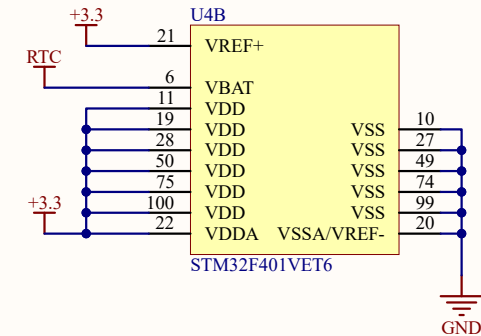 +3.3 U4B
21 VREF+
RTC
6 VBAT
11 VDD
19 VDD VSS 10
28 VDD VSS 27
50 VDD VSS 49
75 VDD VSS 74
+3.3 100 VDD VSS 99
22 VDDA VSSA/VREF- 20
STM32F401VET6
GND